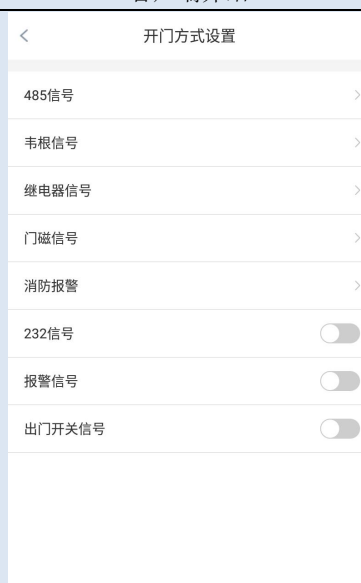 开门方式设置
485信号
韦根信号
继电器信号
门磁信号
消防报警
232信号
报警信号
出门开关信号